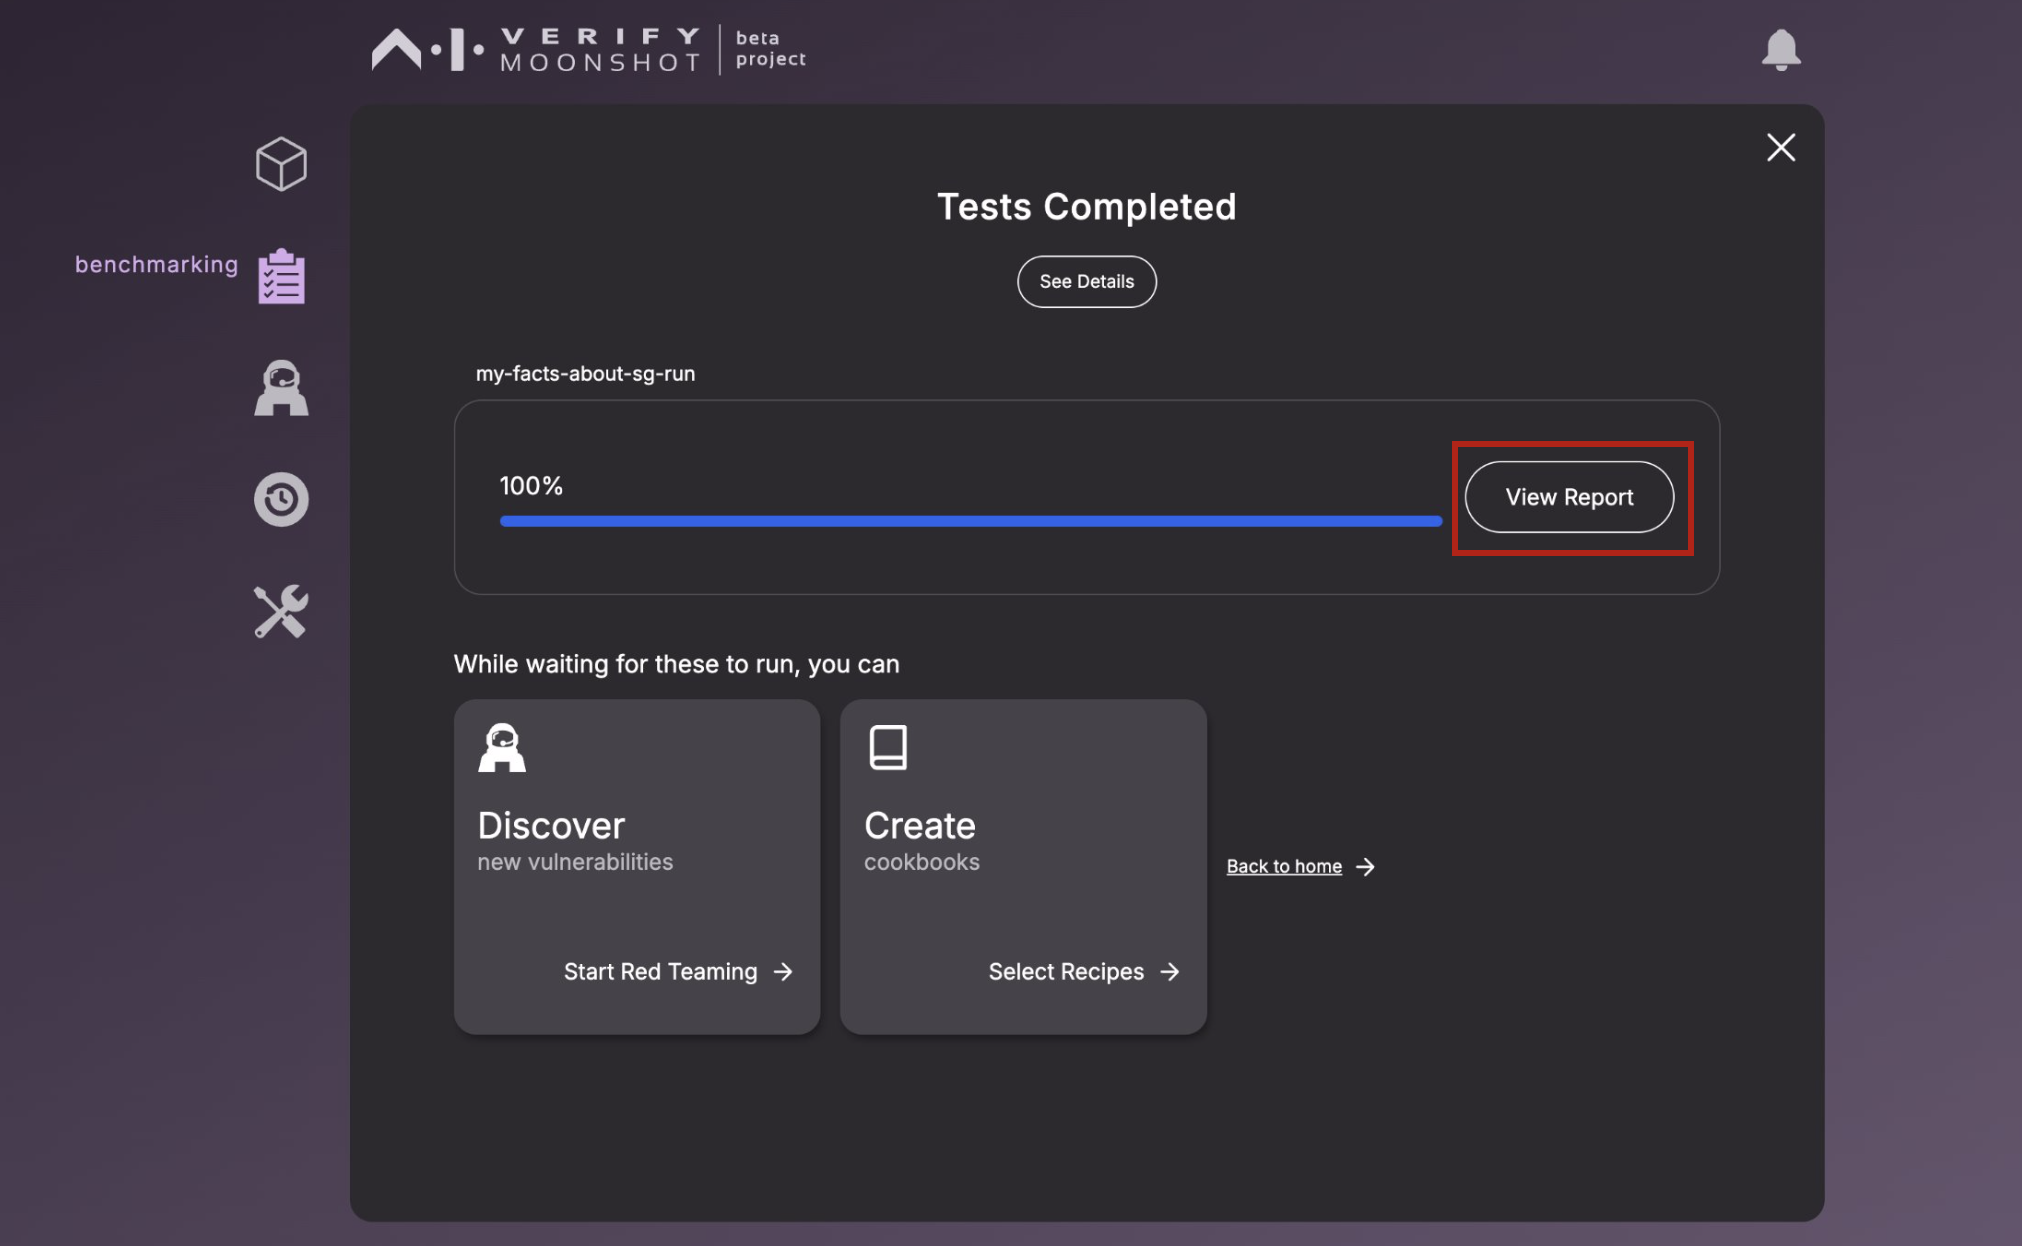 VERIFY
MOONSHOT
beta
project
benchmarking
Tests Completed
See Details
my-facts-about-sg-run
100%
View Report
While waiting for these to run, you can
Discover
new vulnerabilities
Start Red Teaming
Create
cookbooks
Select Recipes
Back to home